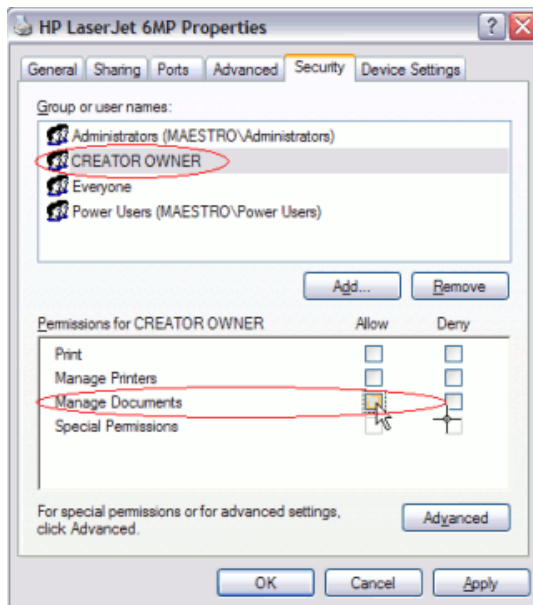 HP LaserJet 6MP Properties
General Sharing Ports Advanced Security Device Settings
Group or user names:
Administrators (MAESTRO\Administrators)
CREATOR OWNER
Everyone
Power Users (MAESTRO\Power Users)
Add... Remove
Permissions for CREATOR OWNER Allow Deny
Print
Manage Printers
Manage Documents
Special Permissions
For special permissions or for advanced settings,
click Advanced.
Advanced
OK Cancel Apply